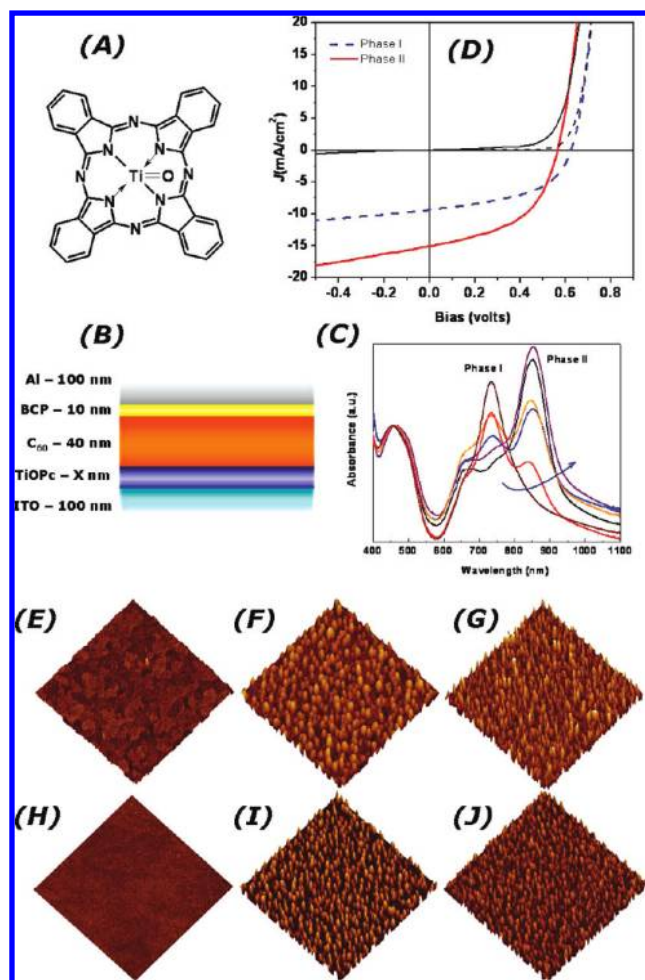 (A)
N
N
N
N
N
N
N
N
Ti
O
(D)
Phase I
Phase II
20
15
10
5
0
-5
-10
-15
-20
J(mA/cm²)
-0.4
-0.2
0.0
0.2
0.4
0.6
0.8
Bias (volts)
(B)
Al – 100 nm
BCP – 10 nm
C₆₀ – 40 nm
TiOPc – X nm
ITO – 100 nm
(C)
Phase I
Phase II
Absorbance (a.u.)
400
500
600
700
800
900
1000
1100
Wavelength (nm)
(E)
(F)
(G)
(H)
(I)
(J)